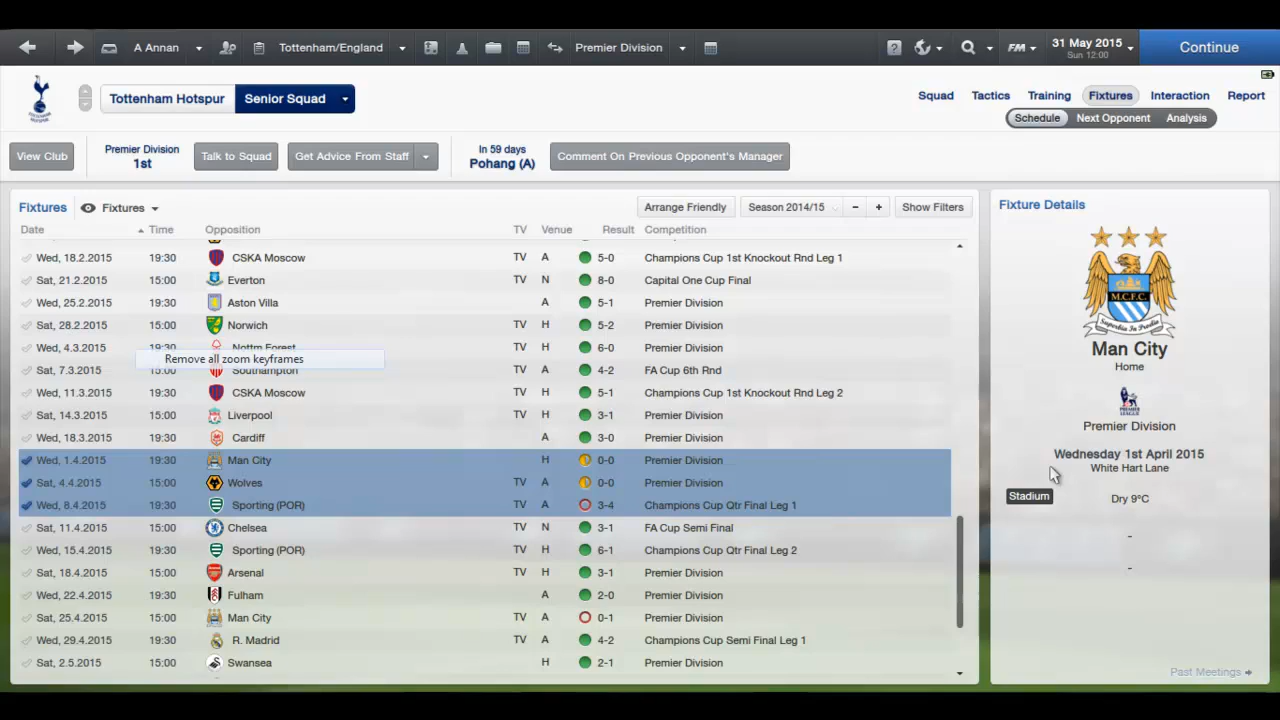 A Annan Tottenham/England Premier Division ? FM 31 May 2015 Sun 12:00 Continue
Tottenham Hotspur Senior Squad Squad Tactics Training Fixtures Interaction Report
Schedule Next Opponent Analysis
View Club Premier Division 1st Talk to Squad Get Advice From Staff In 59 days Pohang (A) Comment On Previous Opponent's Manager
Fixtures Fixtures Arrange Friendly Season 2014/15 - + Show Filters
Date Time Opposition TV Venue Result Competition
Wed, 18.2.2015 19:30 CSKA Moscow TV A 5-0 Champions Cup 1st Knockout Rnd Leg 1
Sat, 21.2.2015 15:00 Everton TV N 8-0 Capital One Cup Final
Wed, 25.2.2015 19:30 Aston Villa A 5-1 Premier Division
Sat, 28.2.2015 15:00 Norwich TV H 5-2 Premier Division
Wed, 4.3.2015 19:30 Nottm Forest TV H 6-0 Premier Division
Remove all zoom keyframes
Sat, 7.3.2015 15:00 Southampton TV A 4-2 FA Cup 6th Rnd
Wed, 11.3.2015 19:30 CSKA Moscow TV H 5-1 Champions Cup 1st Knockout Rnd Leg 2
Sat, 14.3.2015 15:00 Liverpool TV H 3-1 Premier Division
Wed, 18.3.2015 19:30 Cardiff A 3-0 Premier Division
Wed, 1.4.2015 19:30 Man City H 0-0 Premier Division
Sat, 4.4.2015 15:00 Wolves TV A 0-0 Premier Division
Wed, 8.4.2015 19:30 Sporting (POR) TV A 3-4 Champions Cup Qtr Final Leg 1
Sat, 11.4.2015 15:00 Chelsea TV N 3-1 FA Cup Semi Final
Wed, 15.4.2015 19:30 Sporting (POR) TV H 6-1 Champions Cup Qtr Final Leg 2
Sat, 18.4.2015 15:00 Arsenal TV H 3-1 Premier Division
Wed, 22.4.2015 19:30 Fulham A 2-0 Premier Division
Sat, 25.4.2015 15:00 Man City TV A 0-1 Premier Division
Wed, 29.4.2015 19:30 R. Madrid TV A 4-2 Champions Cup Semi Final Leg 1
Sat, 2.5.2015 15:00 Swansea H 2-1 Premier Division
Fixture Details
M.C.F.C.
Man City
Home
Premier Division
Wednesday 1st April 2015
White Hart Lane
Stadium
Dry 9°C
-
-
Past Meetings